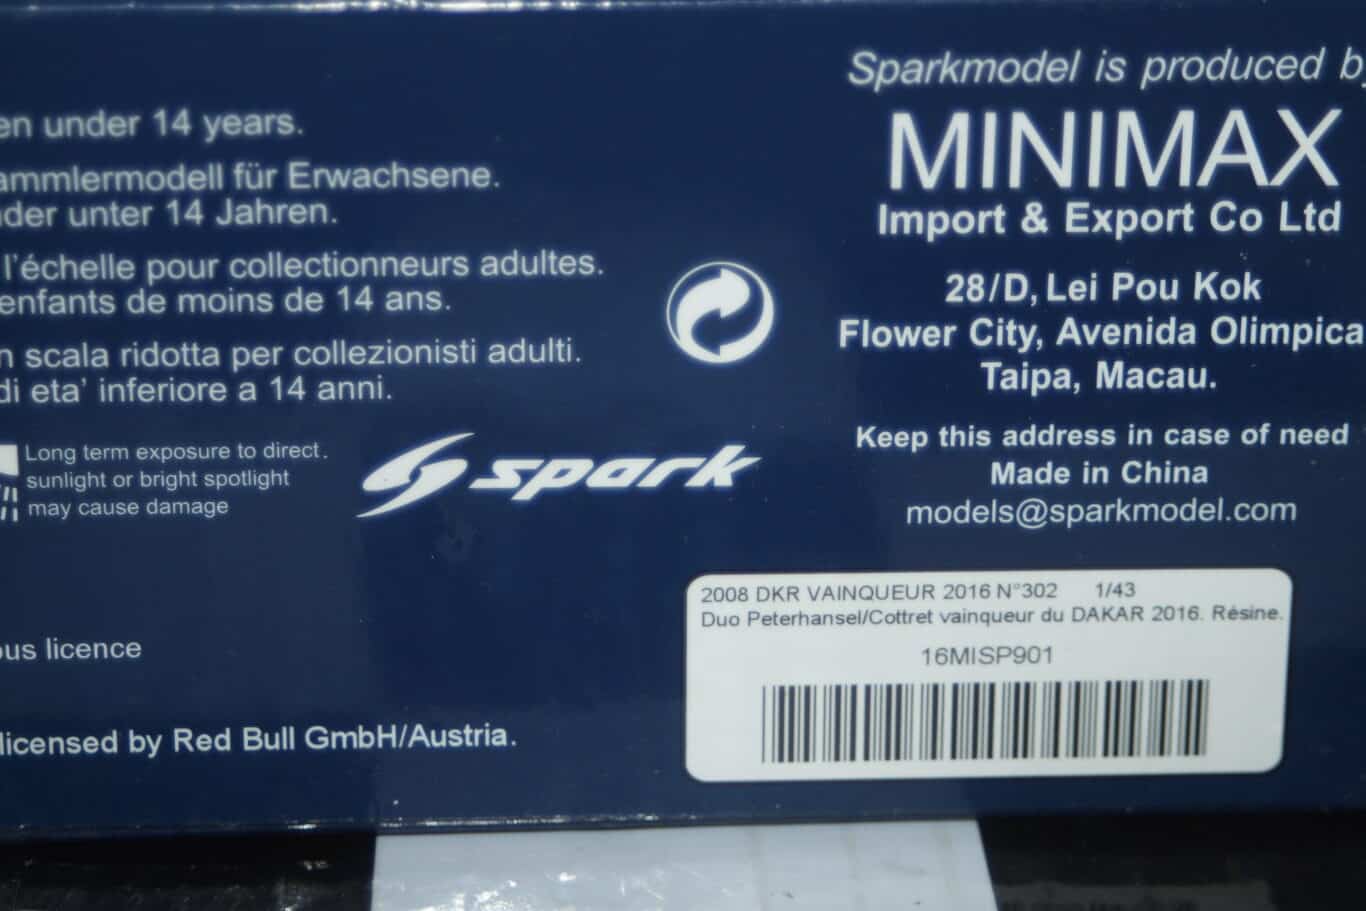 en under 14 years.
ammlermodell für Erwachsene.
der unter 14 Jahren.
l'échelle pour collectionneurs adultes.
enfants de moins de 14 ans.
n scala ridotta per collezionisti adulti.
di eta' inferiore a 14 anni.
Long term exposure to direct.
sunlight or bright spotlight
may cause damage
spark
ous licence
licensed by Red Bull GmbH/Austria.
Sparkmodel is produced by
MINIMAX
Import & Export Co Ltd
28/D, Lei Pou Kok
Flower City, Avenida Olimpica
Taipa, Macau.
Keep this address in case of need
Made in China
models@sparkmodel.com
2008 DKR VAINQUEUR 2016 N°302 1/43
Duo Peterhansel/Cottret vainqueur du DAKAR 2016. Résine.
16MISP901